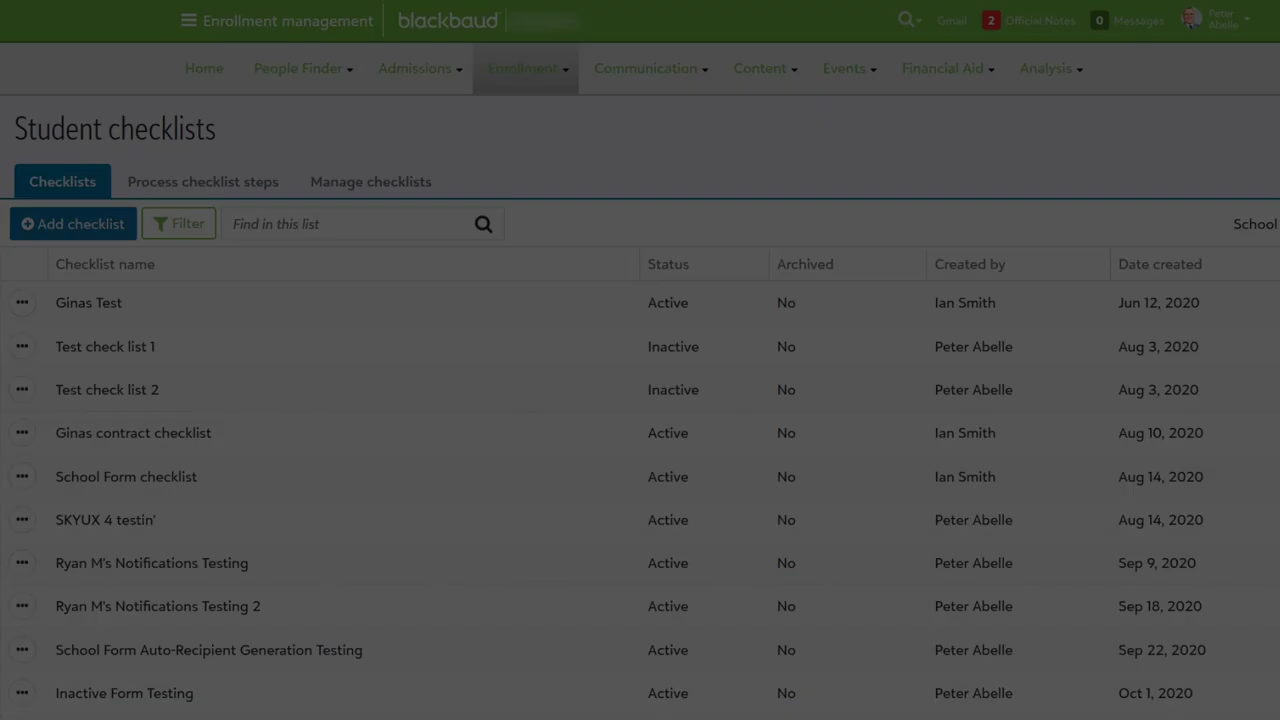 Enrollment management blackbaud Gmail 2 Official Notes 0 Messages Peter Abelle
Home People Finder Admissions Enrollment Communication Content Events Financial Aid Analysis
Student checklists
Checklists Process checklist steps Manage checklists
Add checklist Filter Find in this list School
Checklist name Status Archived Created by Date created
Ginas Test Active No Ian Smith Jun 12, 2020
Test check list 1 Inactive No Peter Abelle Aug 3, 2020
Test check list 2 Inactive No Peter Abelle Aug 3, 2020
Ginas contract checklist Active No Ian Smith Aug 10, 2020
School Form checklist Active No Ian Smith Aug 14, 2020
SKYUX 4 testin' Active No Peter Abelle Aug 14, 2020
Ryan M's Notifications Testing Active No Peter Abelle Sep 9, 2020
Ryan M's Notifications Testing 2 Active No Peter Abelle Sep 18, 2020
School Form Auto-Recipient Generation Testing Active No Peter Abelle Sep 22, 2020
Inactive Form Testing Active No Peter Abelle Oct 1, 2020